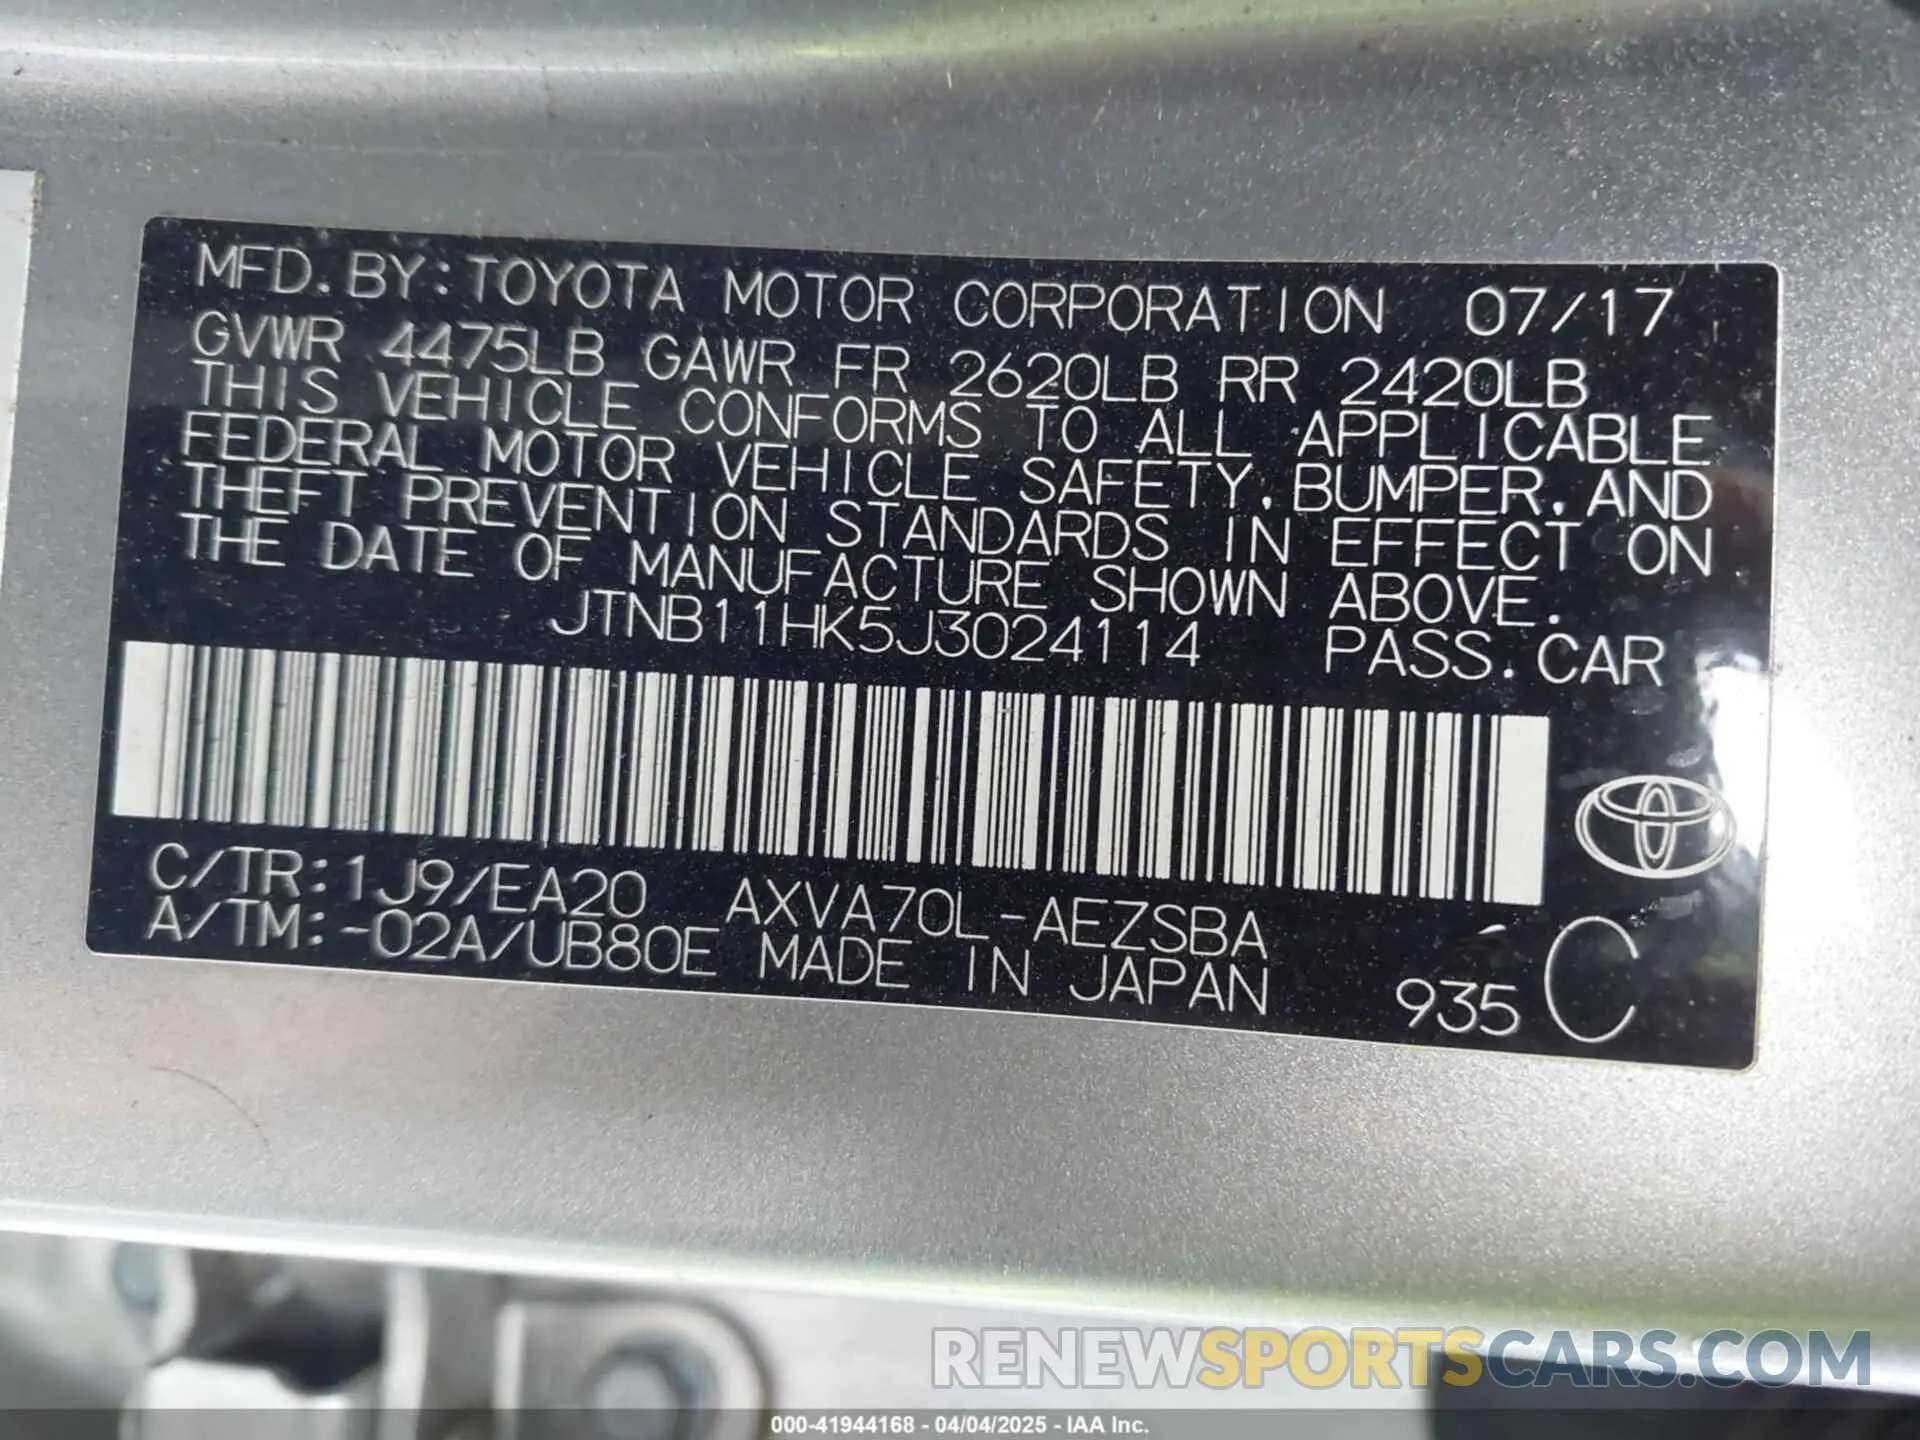 MFD. BY: TOYOTA MOTOR CORPORATION 07/17
GVWR 4475LB GAWR FR 2620LB RR 2420LB
THIS VEHICLE CONFORMS TO ALL APPLICABLE
FEDERAL MOTOR VEHICLE SAFETY, BUMPER, AND
THEFT PREVENTION STANDARDS IN EFFECT ON
THE DATE OF MANUFACTURE SHOWN ABOVE.
JTNB11HK5J3024114 PASS. CAR
C/TR: 1J9/EA20 AXVA70L-AEZSBA
A/TM: -02A/UB80E MADE IN JAPAN 935 C
RENEWSPORTSCARS.COM
000-41944168 - 04/04/2025 - IAA Inc.